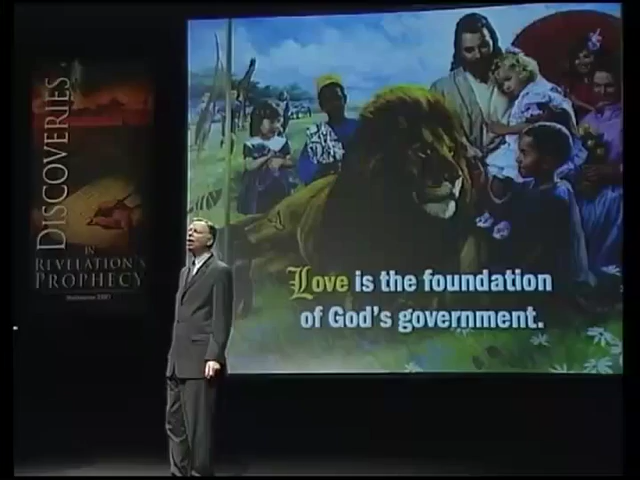 DISCOVERIES
IN
REVELATION'S
PROPHECY
Love is the foundation
of God's government.